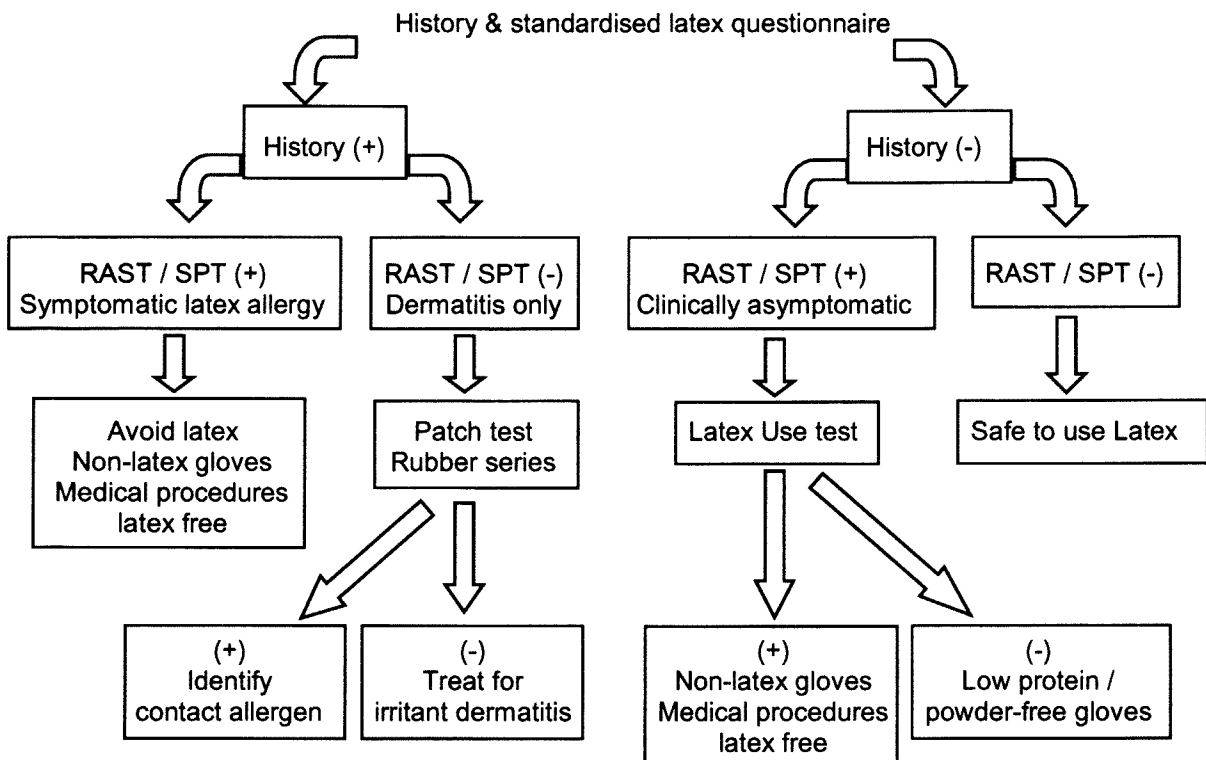 History & standardised latex questionnaire
History (+)
History (-)
RAST / SPT (+)
Symptomatic latex allergy
RAST / SPT (-)
Dermatitis only
RAST / SPT (+)
Clinically asymptomatic
RAST / SPT (-)
Avoid latex
Non-latex gloves
Medical procedures
latex free
Patch test
Rubber series
Latex Use test
Safe to use Latex
(+)
Identify
contact allergen
(-)
Treat for
irritant dermatitis
(+)
Non-latex gloves
Medical procedures
latex free
(-)
Low protein /
powder-free gloves